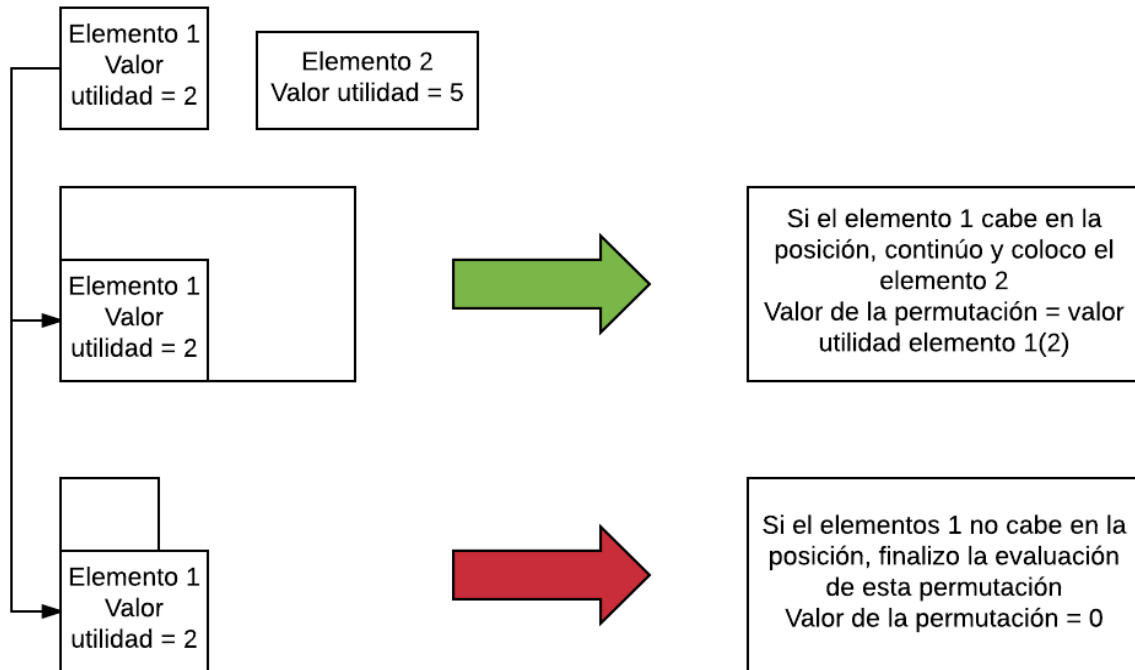 Elemento 1
Valor
utilidad = 2
Elemento 2
Valor utilidad = 5
Elemento 1
Valor
utilidad = 2
Si el elemento 1 cabe en la
posición, continúo y coloco el
elemento 2
Valor de la permutación = valor
utilidad elemento 1(2)
Elemento 1
Valor
utilidad = 2
Si el elementos 1 no cabe en la
posición, finalizo la evaluación
de esta permutación
Valor de la permutación = 0